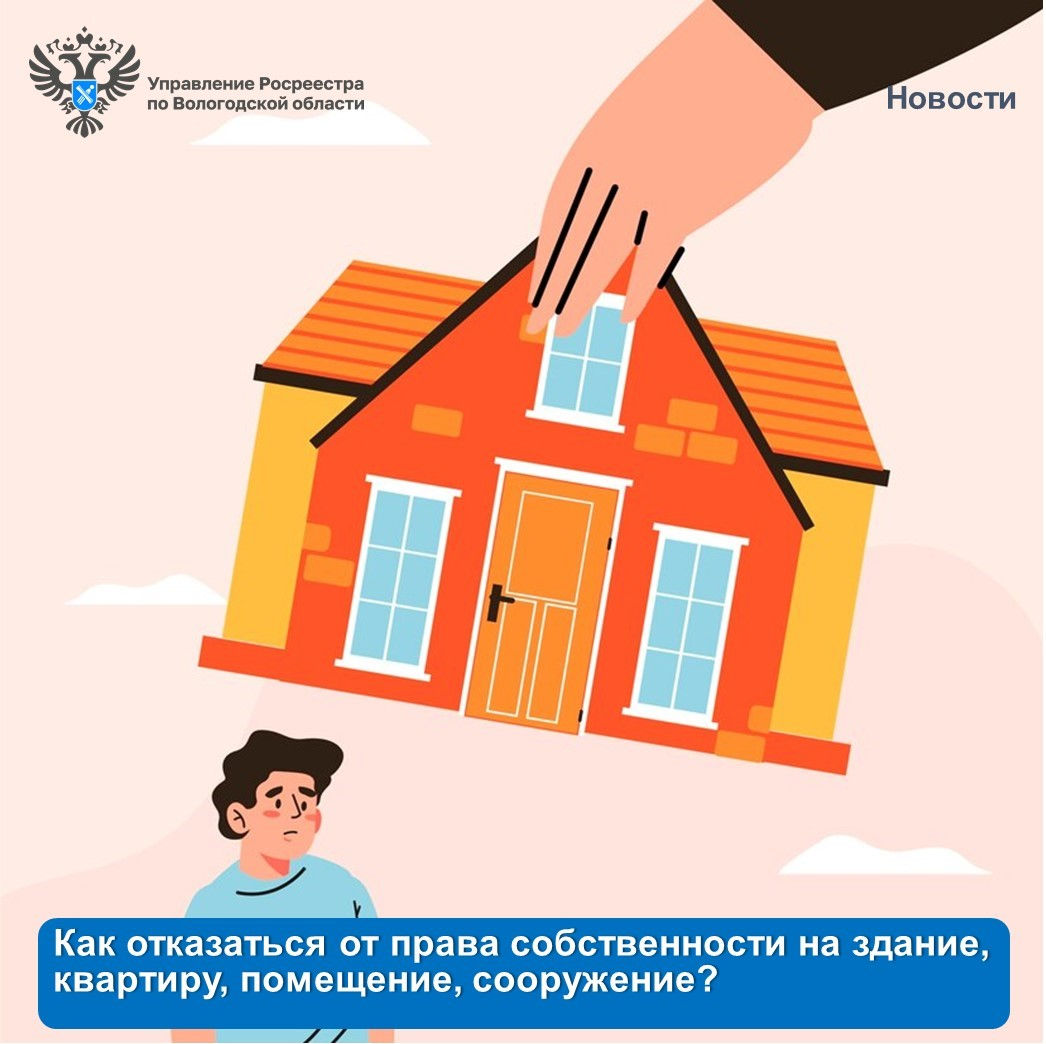 Управление Росреестра
по Вологодской области
Новости
Как отказаться от права собственности на здание,
квартиру, помещение, сооружение?